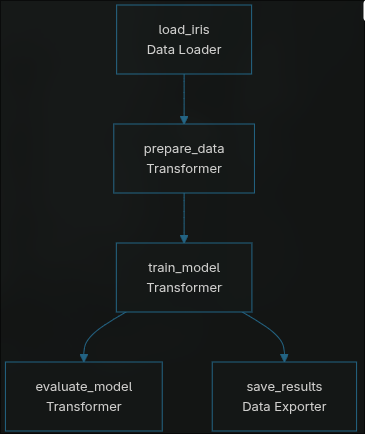 load_iris
Data Loader
prepare_data
Transformer
train_model
Transformer
evaluate_model
Transformer
save_results
Data Exporter